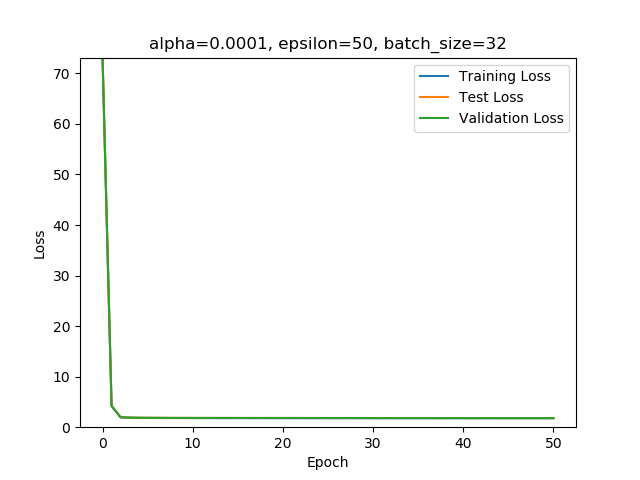 alpha=0.0001, epsilon=50, batch_size=32
Training Loss
Test Loss
Validation Loss
70
60
50
40
30
20
10
0
Loss
0 10 20 30 40 50
Epoch